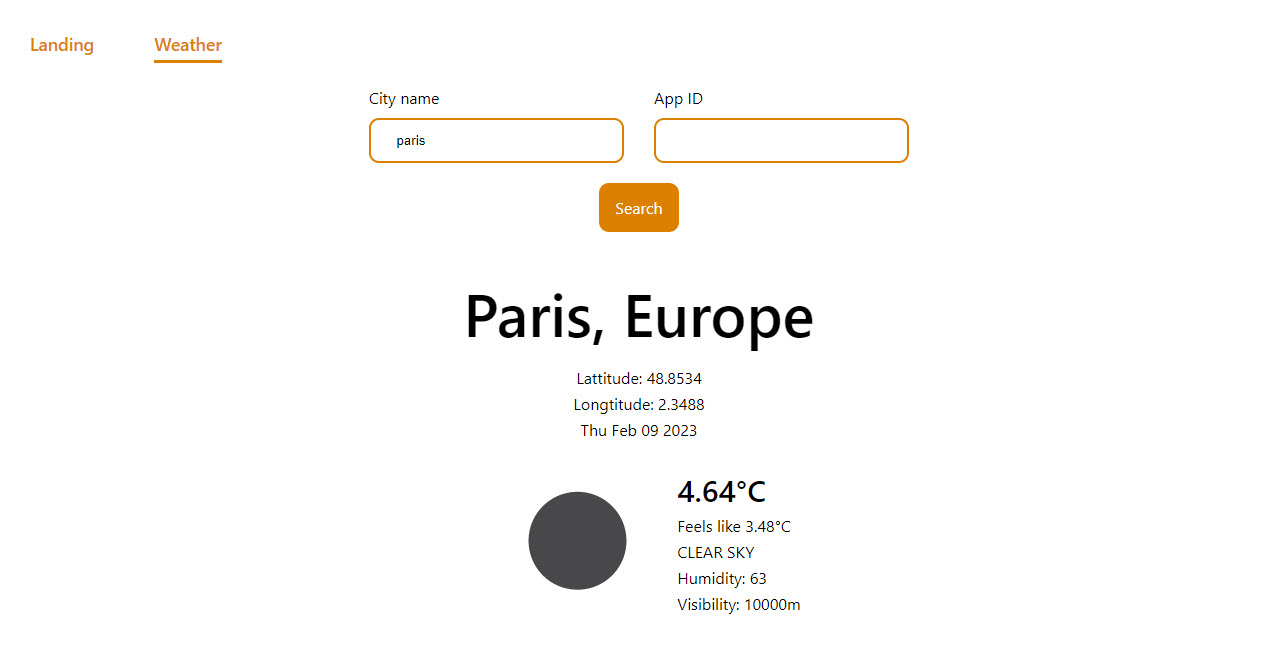 Landing Weather
City name App ID
paris
Search
Paris, Europe
Lattitude: 48.8534
Longtitude: 2.3488
Thu Feb 09 2023
4.64°C
Feels like 3.48°C
CLEAR SKY
Humidity: 63
Visibility: 10000m